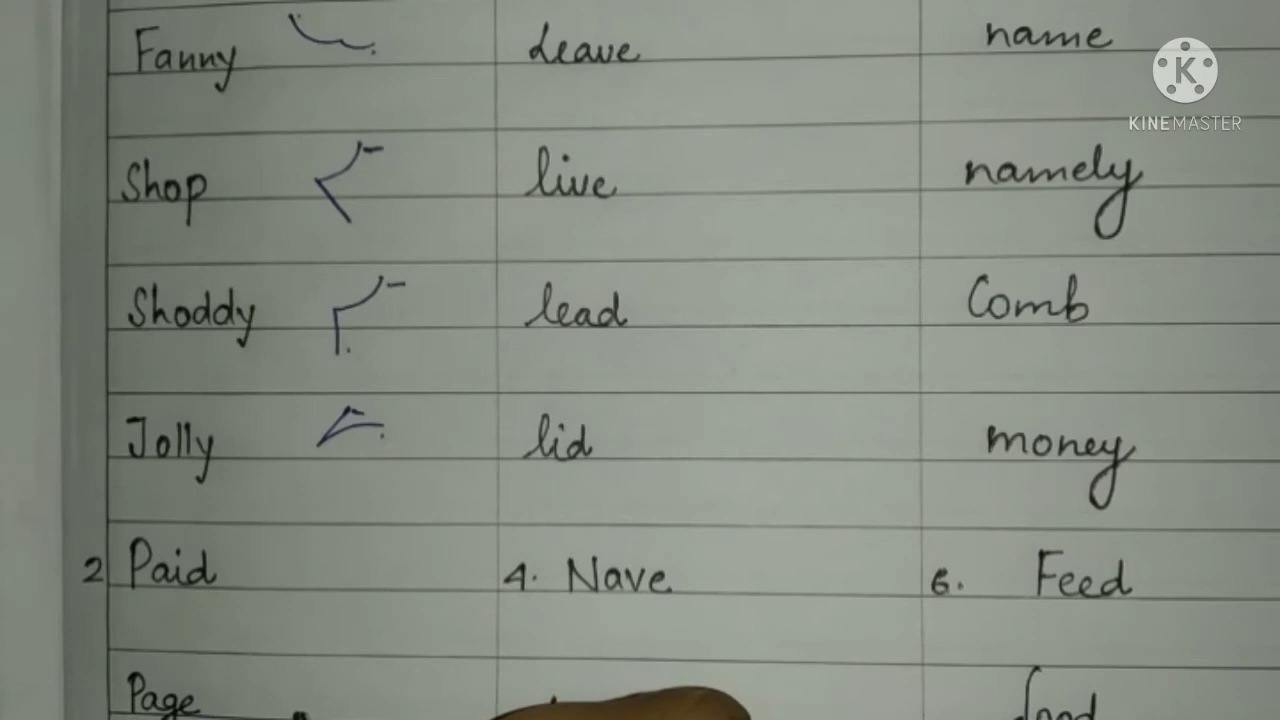 Fanny Leave name
KINEMASTER
Shop live namely
Shoddy lead Comb
Jolly lid money
2 Paid 4. Nave 6. Feed
Page food